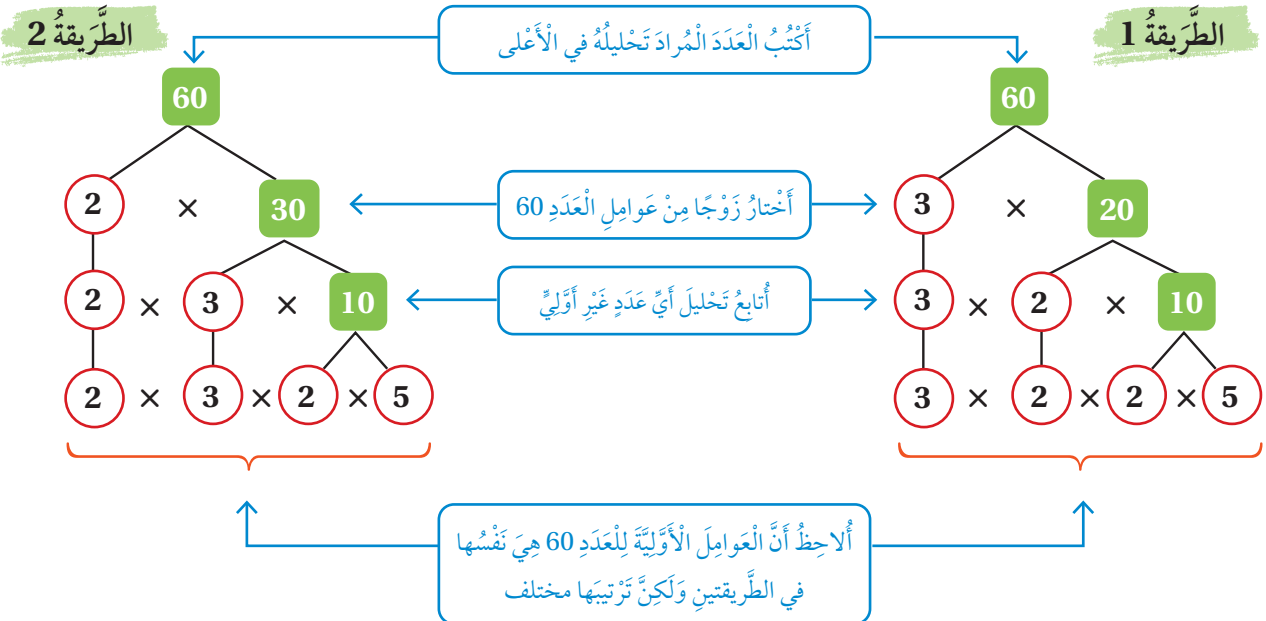 الطَّرَيقةُ 1
الطَّرَيقةُ 2
أَكْتُبُ الْعَدَدَ الْمُرادَ تَحْليلُهُ في الْأَعْلى
60
60
أَخْتارُ زَوْجًا مِنْ عَوامِلِ الْعَدَدِ 60
3 × 20
2 × 30
أُتابِعُ تَحْليلَ أَيِّ عَدَدٍ غَيْرِ أَوَّلِيٍّ
3 × 2 × 10
2 × 3 × 10
3 × 2 × 2 × 5
2 × 3 × 2 × 5
أُلاحِظُ أَنَّ الْعَوامِلَ الْأَوَّلِيَّةَ لِلْعَدَدِ 60 هِيَ نَفْسُها
في الطَّريقتينِ وَلَكِنَّ تَرْتيبَها مختلف